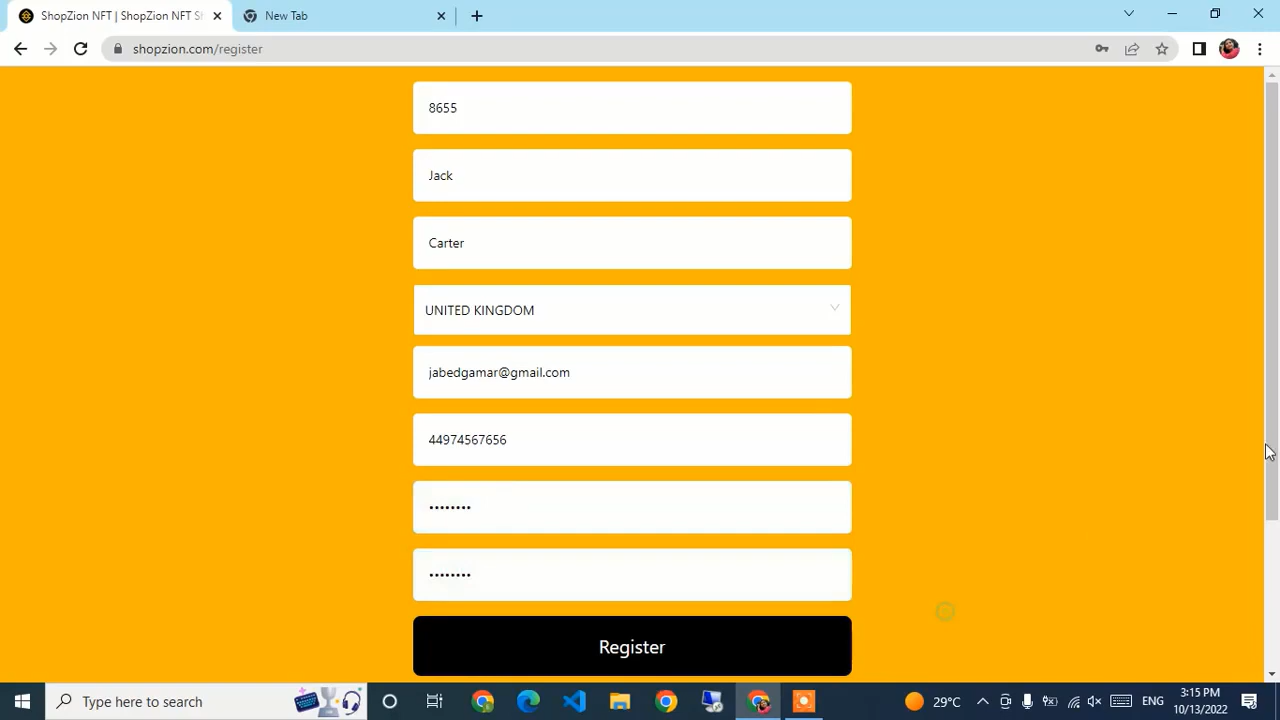 ShopZion NFT | ShopZion NFT Sh
New Tab
shopzion.com/register
8655
Jack
Carter
UNITED KINGDOM
jabedgamar@gmail.com
44974567656
••••••••
••••••••
Register
Type here to search
29°C
ENG
3:15 PM
10/13/2022